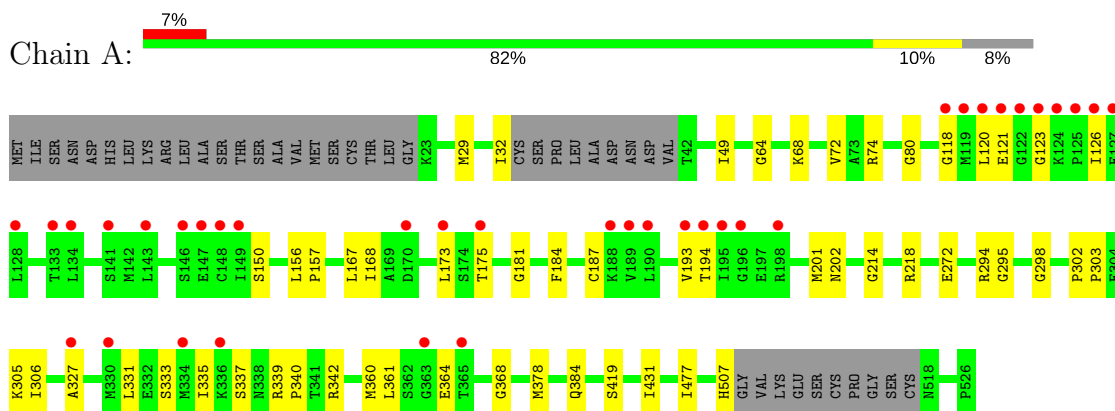 7%
Chain A:
82% 10% 8%
MET ILE SER ASN ASP HIS MET LEU LYS ARG LEU ALA SER THR SER ALA VAL MET SER CYS THR LEU GLY K23 M29 I32 CYS SER PRO LEU ALA ASP ASN ASP VAL T42 I49 G64 K68 V72 A73 R74 G80 G118 M119 L120 E121 G122 G123 K124 P125 I126 E127
L128 T133 L134 S141 M142 L143 S146 E147 C148 I149 S150 L156 P157 L167 I168 A169 D170 L173 S174 T175 G181 F184 C187 K188 V189 L190 V193 T194 I195 G196 E197 R198 M201 N202 G214 R218 E272 R294 G295 G298 P302 P303 E304
K305 I306 A327 M330 L331 E332 S333 M334 I335 K336 S337 N338 R339 P340 T341 R342 M360 L361 S362 G363 E364 T365 G368 M378 Q384 S419 I431 I477 H507 GLY VAL LYS GLU SER CYS PRO GLY SER CYS N518 P526